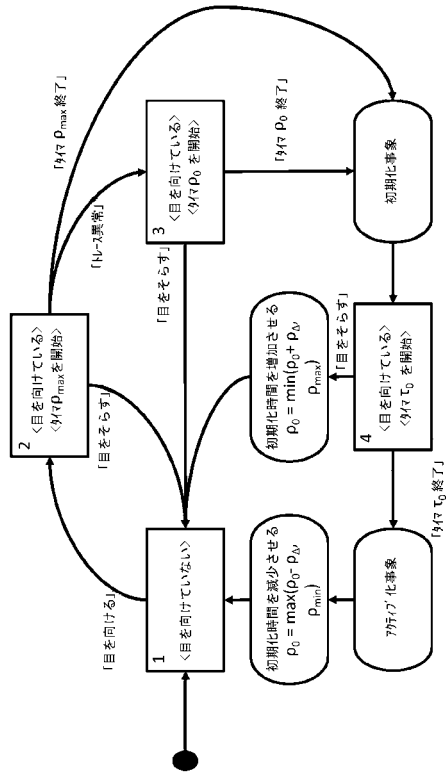 「タイマ ρmax 終了」
「トレース異常」
3
<目を向けている>
<タイマ ρ0 を開始>
「タイマ ρ0 終了」
初期化事象
2
<目を向けている>
<タイマ ρmax を開始>
「目をそらす」
「目をそらす」
初期化時間を増加させる
ρ0 = min(ρ0+ ρΔ,
ρmax)
「目をそらす」
4
<目を向けている>
<タイマ τ0 を開始>
「目を向ける」
1
<目を向けていない>
初期化時間を減少させる
ρ0 = max(ρ0- ρΔ,
ρmin)
アクティブ化事象
「タイマ τ0 終了」